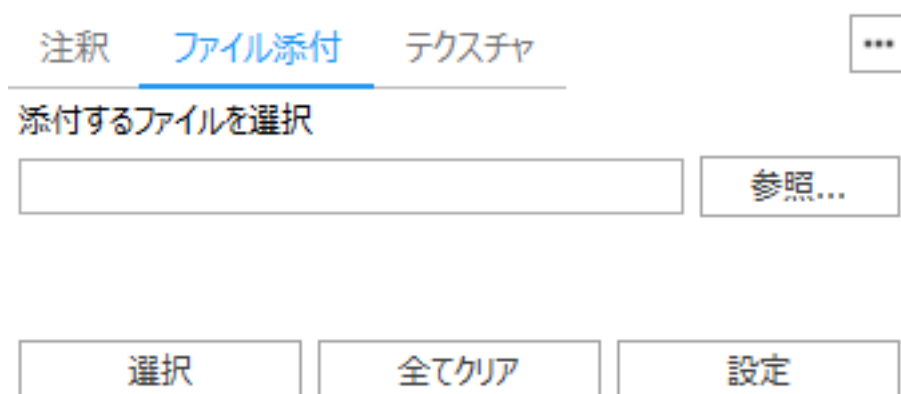 注釈 ファイル添付 テクスチャ ...
添付するファイルを選択
参照...
選択 全てクリア 設定